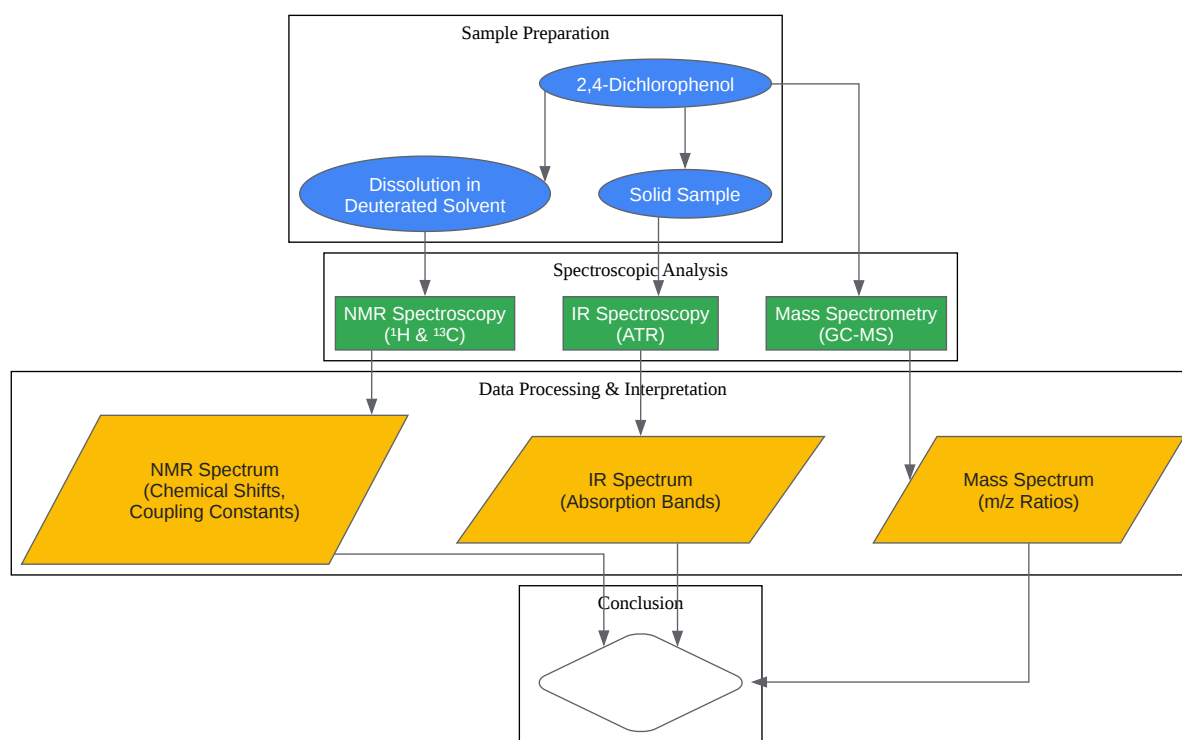 Sample Preparation
2,4-Dichlorophenol
Dissolution in
Deuterated Solvent
Solid Sample
Spectroscopic Analysis
NMR Spectroscopy
(¹H & ¹³C)
IR Spectroscopy
(ATR)
Mass Spectrometry
(GC-MS)
Data Processing & Interpretation
NMR Spectrum
(Chemical Shifts,
Coupling Constants)
IR Spectrum
(Absorption Bands)
Mass Spectrum
(m/z Ratios)
Conclusion